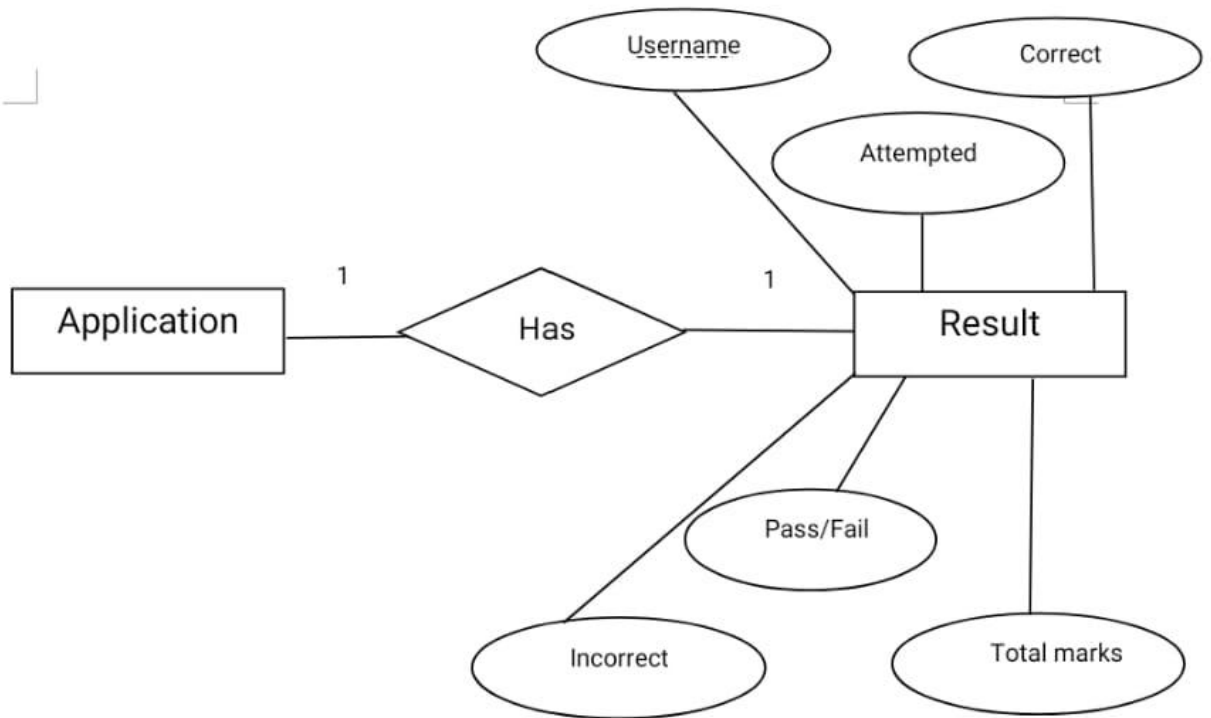 Username
Correct
Attempted
1
1
Application
Has
Result
Pass/Fail
Incorrect
Total marks